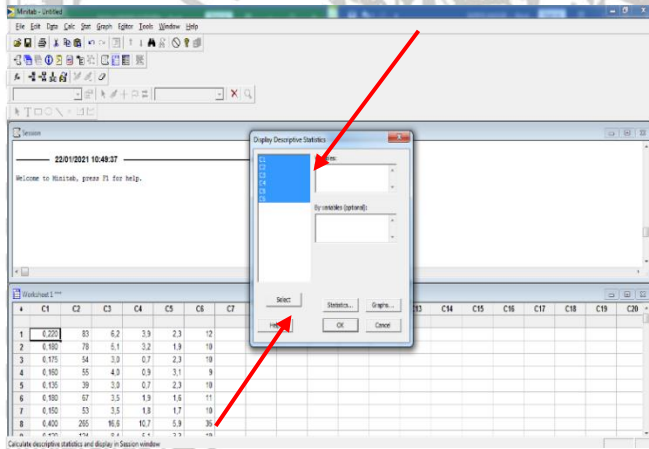 Minitab - Untitled
File Edit Data Calc Stat Graph Editor Tools Window Help
Session
22/01/2021 10:49:37
Welcome to Minitab, press F1 for help.
Display Descriptive Statistics
C1
C2
C3
C4
C5
C6
By variables (optional):
Select
Statistics... Graphs...
OK Cancel
Worksheet 1 ***
C1 C2 C3 C4 C5 C6 C7 C14 C15 C16 C17 C18 C19 C20
1 0,220 83 6,2 3,9 2,3 12
2 0,180 78 5,1 3,2 1,9 10
3 0,175 54 3,0 0,7 2,3 10
4 0,160 55 4,0 0,9 3,1 9
5 0,135 39 3,0 0,7 2,3 10
6 0,180 67 3,5 1,9 1,6 11
7 0,150 53 3,5 1,8 1,7 10
8 0,400 265 16,6 10,7 5,9 35
Calculate descriptive statistics and display in Session window